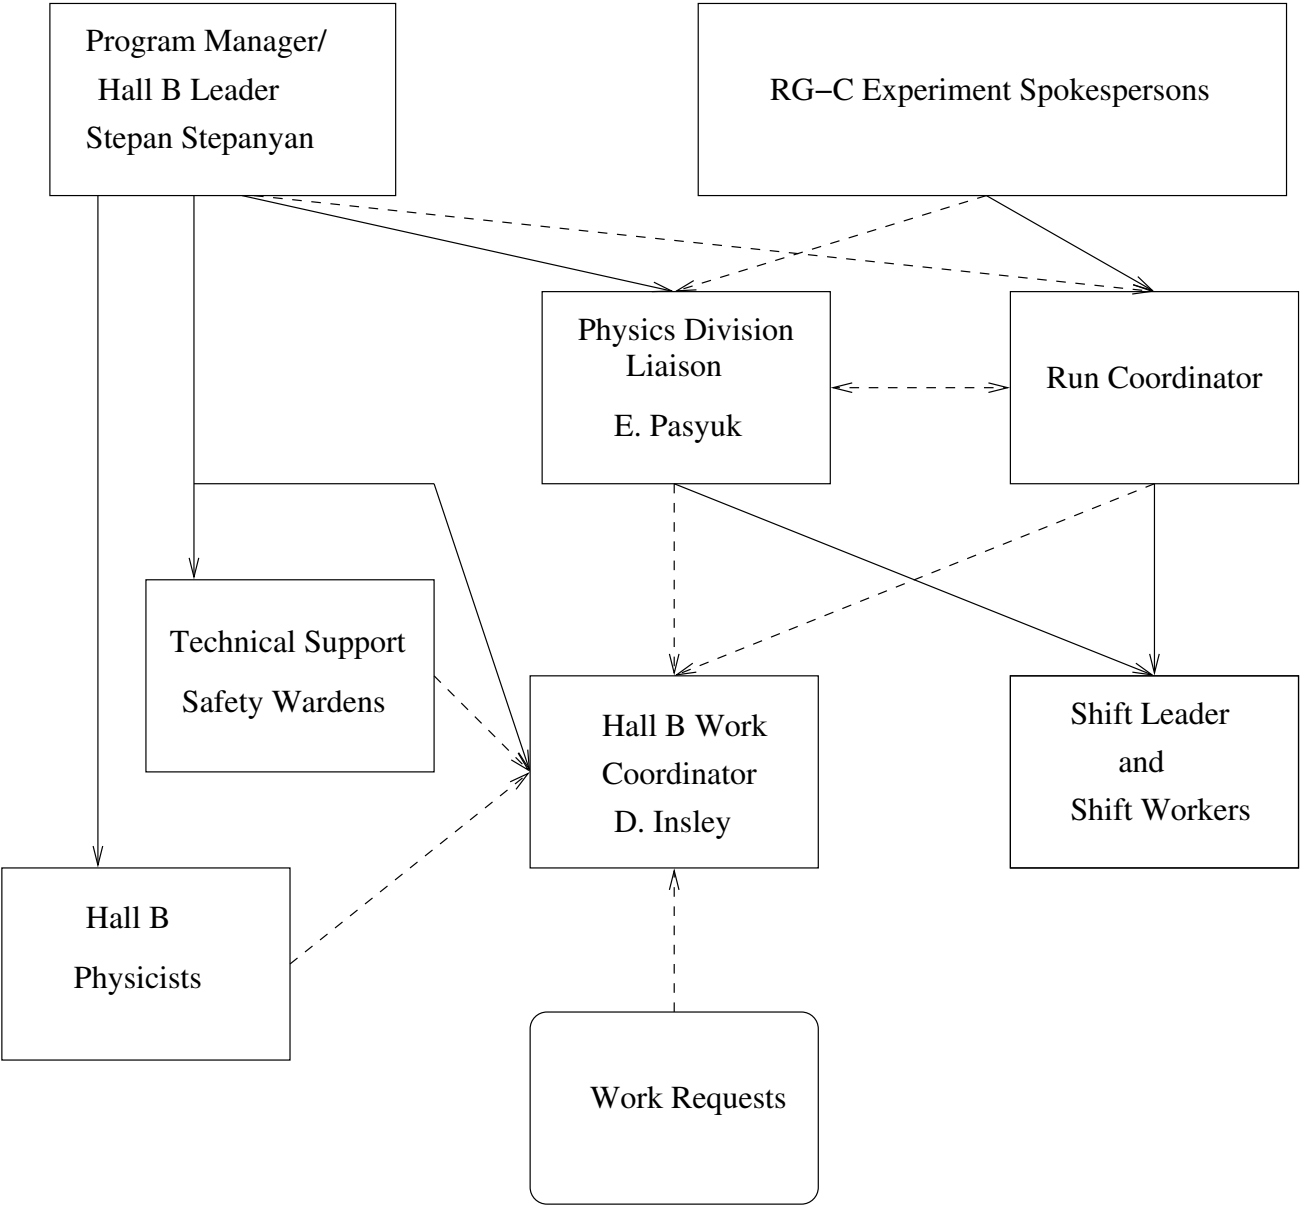 Program Manager/
Hall B Leader
Stepan Stepanyan
RG−C Experiment Spokespersons
Physics Division
Liaison
E. Pasyuk
Run Coordinator
Technical Support
Safety Wardens
Hall B Work
Coordinator
D. Insley
Shift Leader
and
Shift Workers
Hall B
Physicists
Work Requests